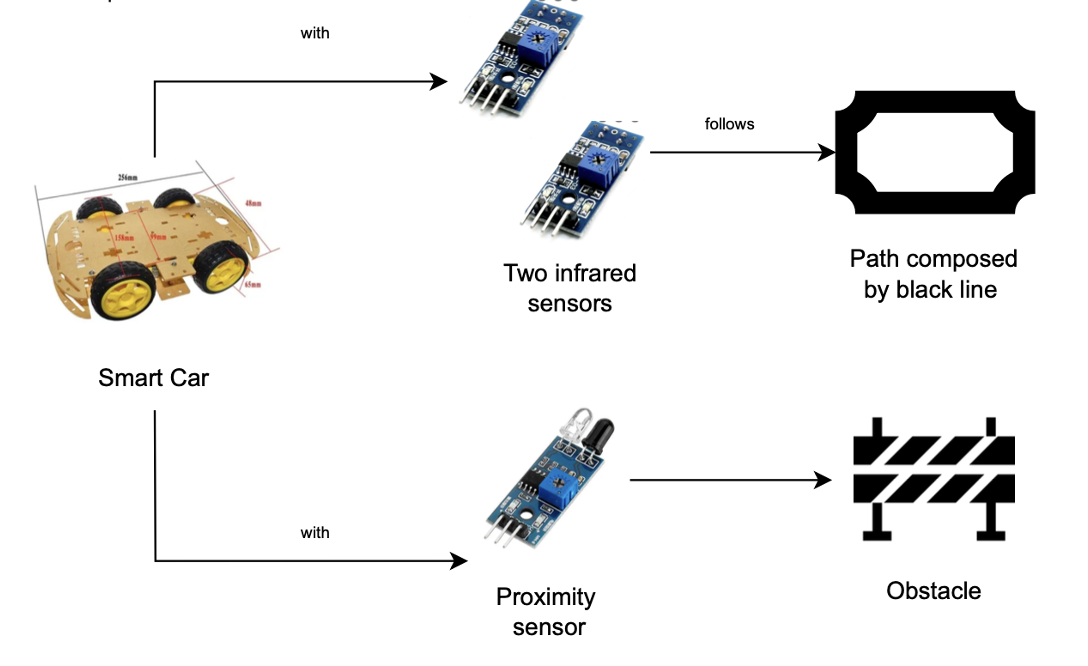 with
follows
256mm
48mm
158mm
65mm
Two infrared
sensors
Path composed
by black line
Smart Car
with
Proximity
sensor
Obstacle